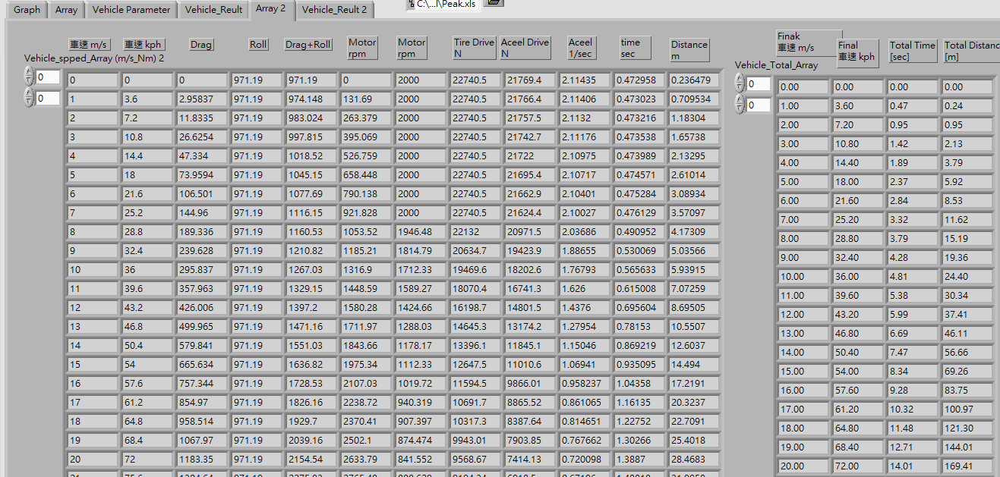 C:\...l\Peak.xls
Graph Array Vehicle Parameter Vehicle_Reult Array 2 Vehicle_Reult 2
車速 m/s 車速 kph Drag Roll Drag+Roll Motor rpm Motor rpm Tire Drive N Aceel Drive N Aceel 1/sec time sec Distance m
Vehicle_spped_Array (m/s_Nm) 2
0
0
0 0 0 971.19 971.19 0 2000 22740.5 21769.4 2.11435 0.472958 0.236479
1 3.6 2.95837 971.19 974.148 131.69 2000 22740.5 21766.4 2.11406 0.473023 0.709534
2 7.2 11.8335 971.19 983.024 263.379 2000 22740.5 21757.5 2.1132 0.473216 1.18304
3 10.8 26.6254 971.19 997.815 395.069 2000 22740.5 21742.7 2.11176 0.473538 1.65738
4 14.4 47.334 971.19 1018.52 526.759 2000 22740.5 21722 2.10975 0.473989 2.13295
5 18 73.9594 971.19 1045.15 658.448 2000 22740.5 21695.4 2.10717 0.474571 2.61014
6 21.6 106.501 971.19 1077.69 790.138 2000 22740.5 21662.9 2.10401 0.475284 3.08934
7 25.2 144.96 971.19 1116.15 921.828 2000 22740.5 21624.4 2.10027 0.476129 3.57097
8 28.8 189.336 971.19 1160.53 1053.52 1946.48 22132 20971.5 2.03686 0.490952 4.17309
9 32.4 239.628 971.19 1210.82 1185.21 1814.79 20634.7 19423.9 1.88655 0.530069 5.03566
10 36 295.837 971.19 1267.03 1316.9 1712.33 19469.6 18202.6 1.76793 0.565633 5.93915
11 39.6 357.963 971.19 1329.15 1448.59 1589.27 18070.4 16741.3 1.626 0.615008 7.07259
12 43.2 426.006 971.19 1397.2 1580.28 1424.66 16198.7 14801.5 1.4376 0.695604 8.69505
13 46.8 499.965 971.19 1471.16 1711.97 1288.03 14645.3 13174.2 1.27954 0.78153 10.5507
14 50.4 579.841 971.19 1551.03 1843.66 1178.17 13396.1 11845.1 1.15046 0.869219 12.6037
15 54 665.634 971.19 1636.82 1975.34 1112.33 12647.5 11010.6 1.06941 0.935095 14.494
16 57.6 757.344 971.19 1728.53 2107.03 1019.72 11594.5 9866.01 0.958237 1.04358 17.2191
17 61.2 854.97 971.19 1826.16 2238.72 940.319 10691.7 8865.52 0.861065 1.16135 20.3237
18 64.8 958.514 971.19 1929.7 2370.41 907.397 10317.3 8387.64 0.814651 1.22752 22.7091
19 68.4 1067.97 971.19 2039.16 2502.1 874.474 9943.01 7903.85 0.767662 1.30266 25.4018
20 72 1183.35 971.19 2154.54 2633.79 841.552 9568.67 7414.13 0.720098 1.3887 28.4683
Finak 車速 m/s Final 車速 kph Total Time [sec] Total Distanc [m]
Vehicle_Total_Array
0
0
0.00 0.00 0.00 0.00
1.00 3.60 0.47 0.24
2.00 7.20 0.95 0.95
3.00 10.80 1.42 2.13
4.00 14.40 1.89 3.79
5.00 18.00 2.37 5.92
6.00 21.60 2.84 8.53
7.00 25.20 3.32 11.62
8.00 28.80 3.79 15.19
9.00 32.40 4.28 19.36
10.00 36.00 4.81 24.40
11.00 39.60 5.38 30.34
12.00 43.20 5.99 37.41
13.00 46.80 6.69 46.11
14.00 50.40 7.47 56.66
15.00 54.00 8.34 69.26
16.00 57.60 9.28 83.75
17.00 61.20 10.32 100.97
18.00 64.80 11.48 121.30
19.00 68.40 12.71 144.01
20.00 72.00 14.01 169.41